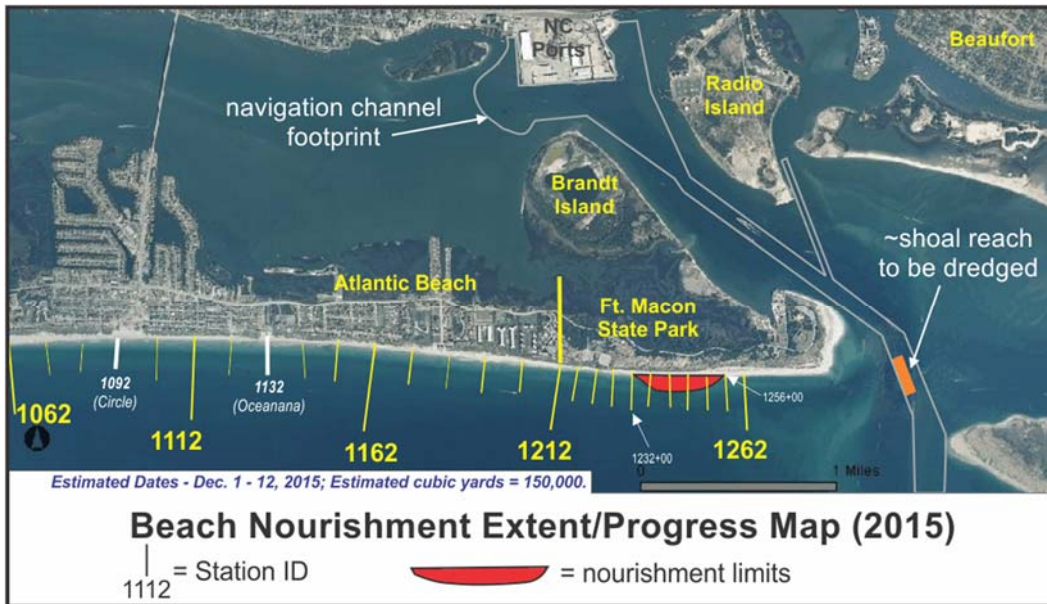 NC
Ports
Beaufort
Radio
Island
navigation channel
footprint
Brandt
Island
~shoal reach
to be dredged
Atlantic Beach
Ft. Macon
State Park
1092
(Circle)
1132
(Oceanana)
1256+00
1062
1112
1162
1212
1262
1232+00
0
1 Miles
Estimated Dates - Dec. 1 - 12, 2015; Estimated cubic yards = 150,000.
Beach Nourishment Extent/Progress Map (2015)
1112 = Station ID
= nourishment limits